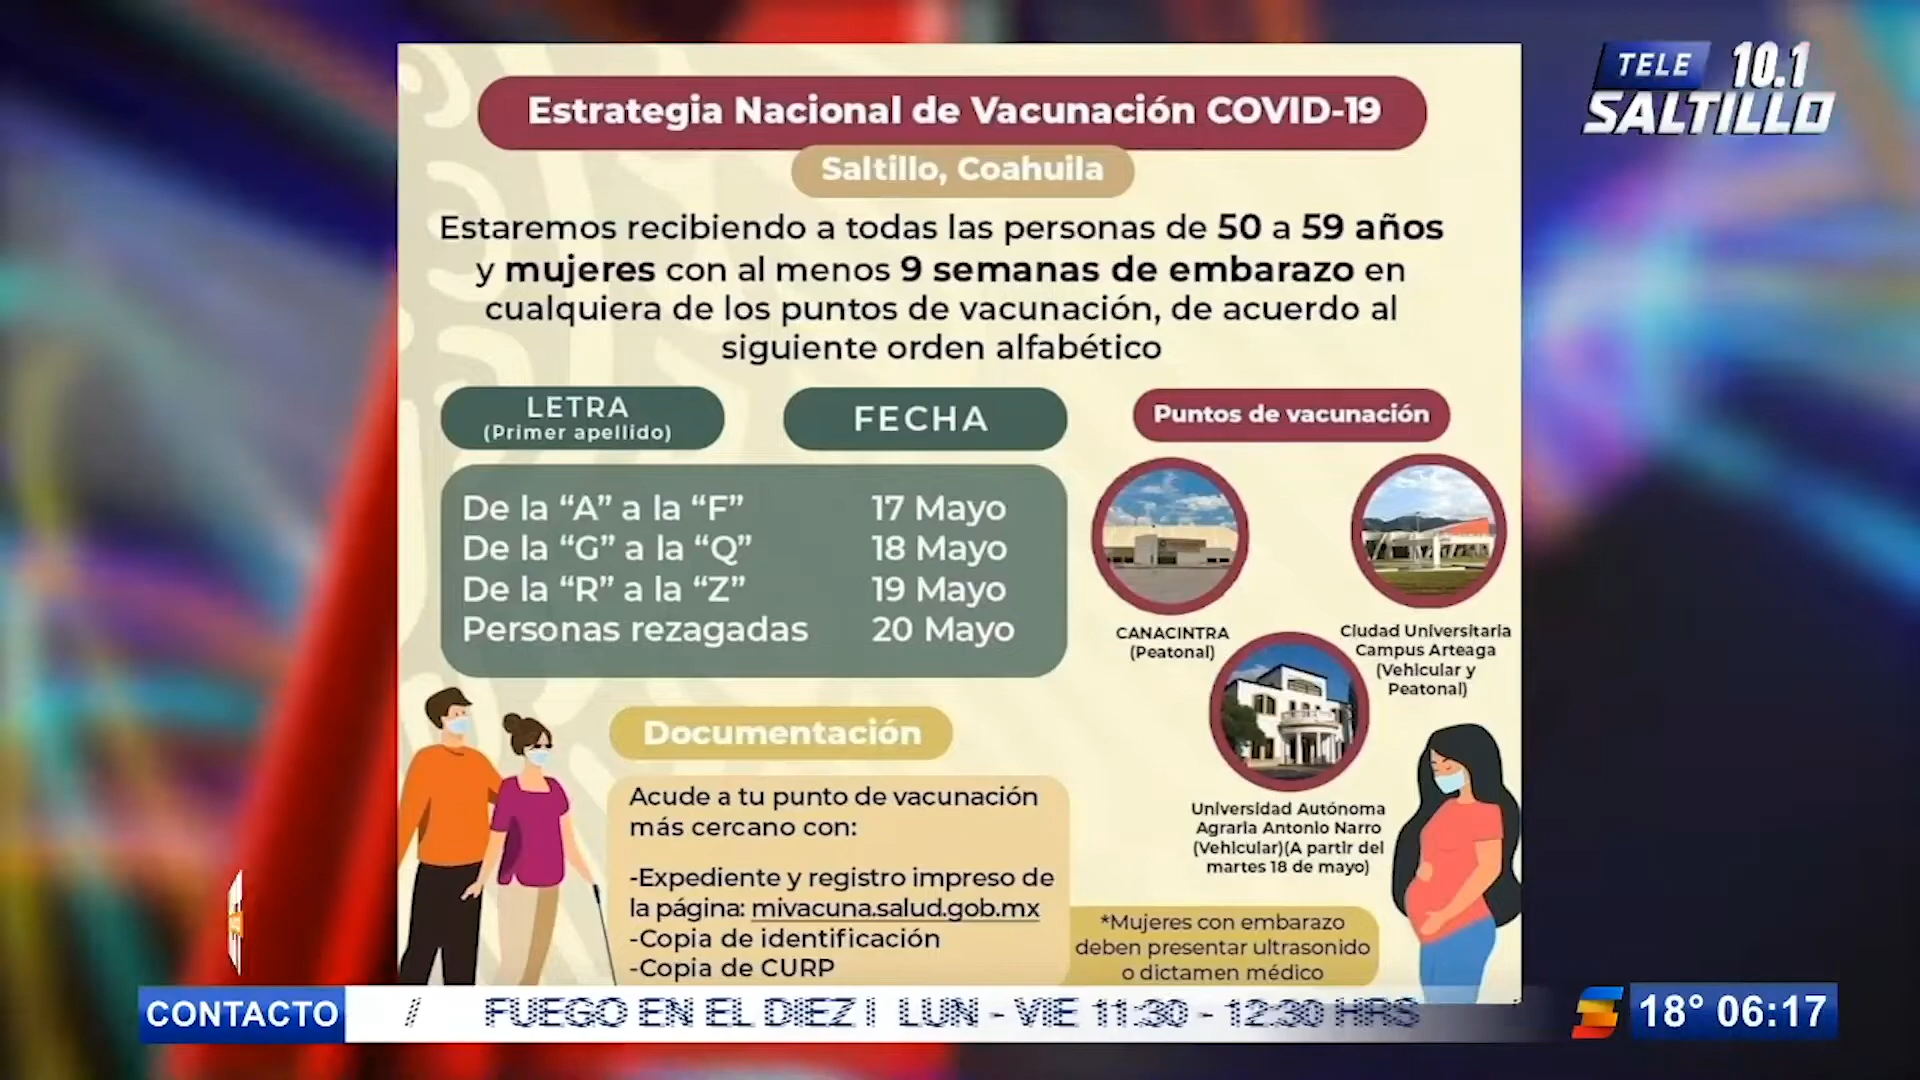 TELE 10.1
SALTILLO
Estrategia Nacional de Vacunación COVID-19
Saltillo, Coahuila
Estaremos recibiendo a todas las personas de 50 a 59 años
y mujeres con al menos 9 semanas de embarazo en
cualquiera de los puntos de vacunación, de acuerdo al
siguiente orden alfabético
LETRA
(Primer apellido)
FECHA
De la “A” a la “F” 17 Mayo
De la “G” a la “Q” 18 Mayo
De la “R” a la “Z” 19 Mayo
Personas rezagadas 20 Mayo
Puntos de vacunación
CANACINTRA
(Peatonal)
Ciudad Universitaria
Campus Arteaga
(Vehicular y
Peatonal)
Universidad Autónoma
Agraria Antonio Narro
(Vehicular)(A partir del
martes 18 de mayo)
Documentación
Acude a tu punto de vacunación
más cercano con:
-Expediente y registro impreso de
la página: mivacuna.salud.gob.mx
-Copia de identificación
-Copia de CURP
*Mujeres con embarazo
deben presentar ultrasonido
o dictamen médico
CONTACTO / FUEGO EN EL DIEZ | LUN - VIE 11:30 - 12:30 HRS
18° 06:17